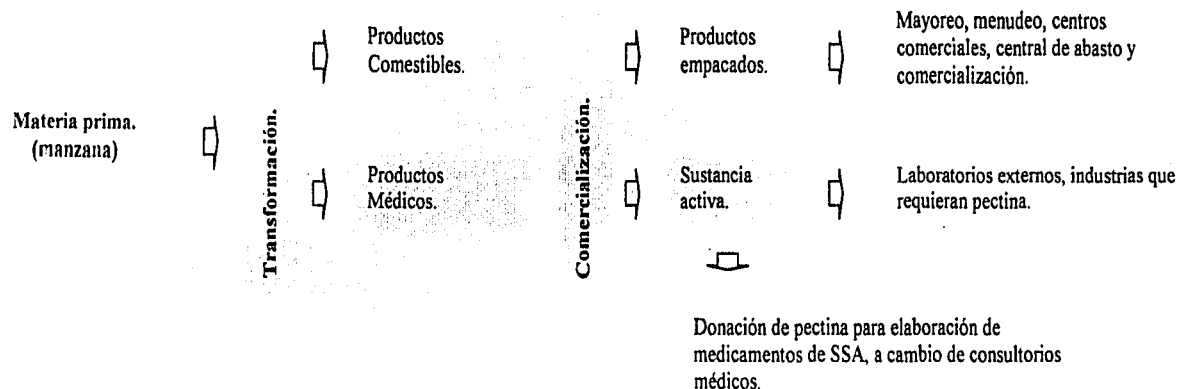 Materia prima.
(manzana)
Transformación.
Productos
Comestibles.
Productos
Médicos.
Comercialización.
Productos
empacados.
Sustancia
activa.
Mayoreo, menudeo, centros
comerciales, central de abasto y
comercialización.
Laboratorios externos, industrias que
requieran pectina.
Donación de pectina para elaboración de
medicamentos de SSA, a cambio de consultorios
médicos.